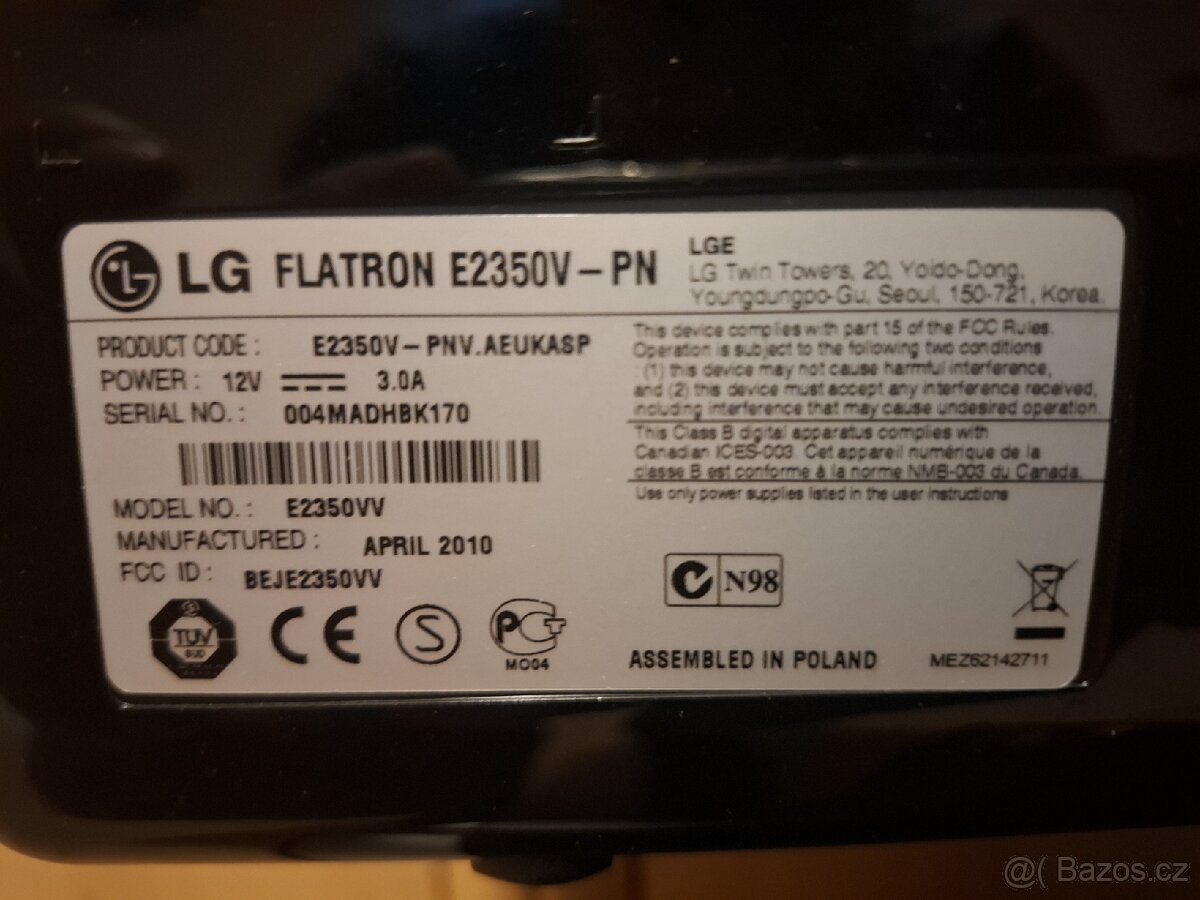 LG FLATRON E2350V-PN
LGE
LG Twin Towers, 20, Yoido-Dong,
Youngdungpo-Gu, Seoul, 150-721, Korea.
PRODUCT CODE : E2350V-PNV.AEUKASP
POWER : 12V 3.0A
SERIAL NO. : 004MADHBK170
MODEL NO. : E2350VV
MANUFACTURED : APRIL 2010
FCC ID : BEJE2350VV
This device complies with part 15 of the FCC Rules.
Operation is subject to the following two conditions
: (1) this device may not cause harmful interference,
and (2) this device must accept any interference received,
including interference that may cause undesired operation.
This Class B digital apparatus complies with
Canadian ICES-003. Cet appareil numérique de la
classe B est conforme à la norme NMB-003 du Canada.
Use only power supplies listed in the user instructions
N98
TUV
SUD
CE
S
PCT
MO04
ASSEMBLED IN POLAND
MEZ62142711
@( Bazos.cz